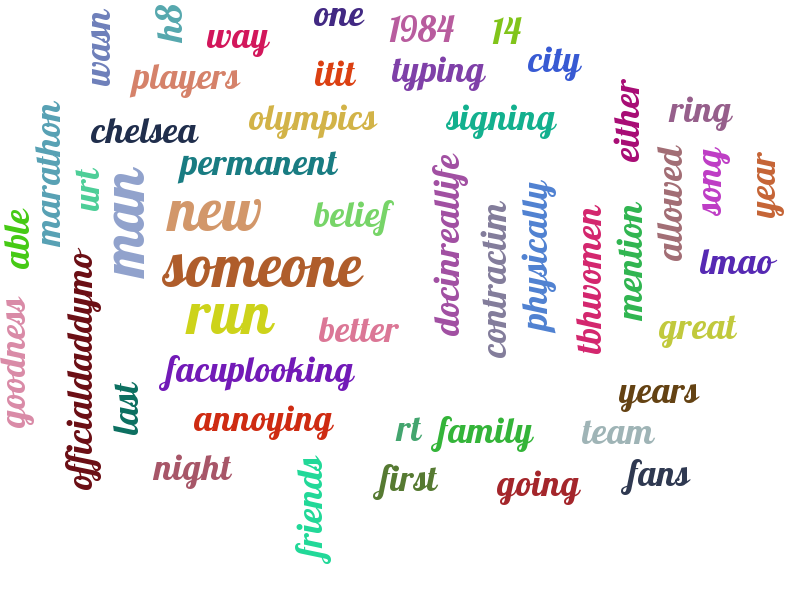 one
1984
14
h8
wasn
way
city
players
itit
typing
either
ring
olympics
signing
chelsea
marathon
permanent
urt
man
docinreallife
allowed
song
year
new
belief
able
contractim
physically
tbhwomen
mention
someone
lmao
officialdaddymo
goodness
run
better
great
facuplooking
last
years
annoying
rt
family
team
night
friends
first
going
fans